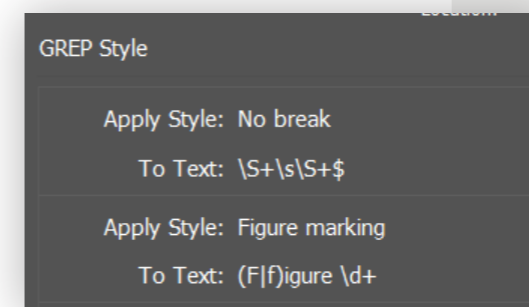 GREP Style
Apply Style: No break
To Text: \S+\s\S+$
Apply Style: Figure marking
To Text: (F|f)igure \d+